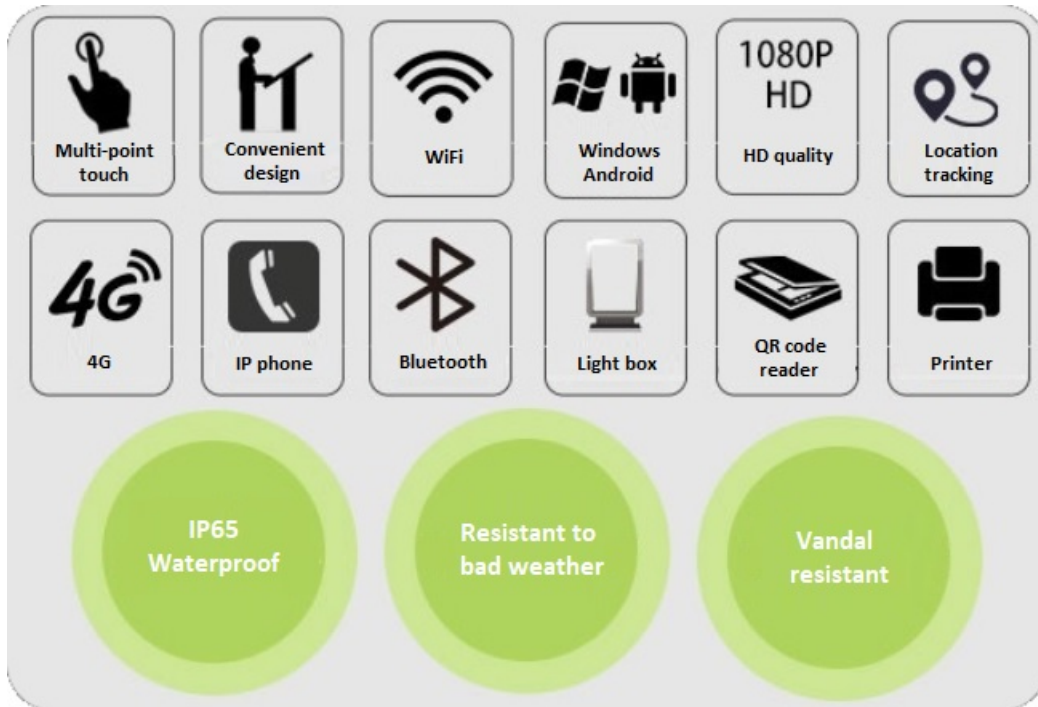 1080P
HD
Multi-point
touch
Convenient
design
WiFi
Windows
Android
HD quality
Location
tracking
4G
4G
IP phone
Bluetooth
Light box
QR code
reader
Printer
IP65
Waterproof
Resistant to
bad weather
Vandal
resistant